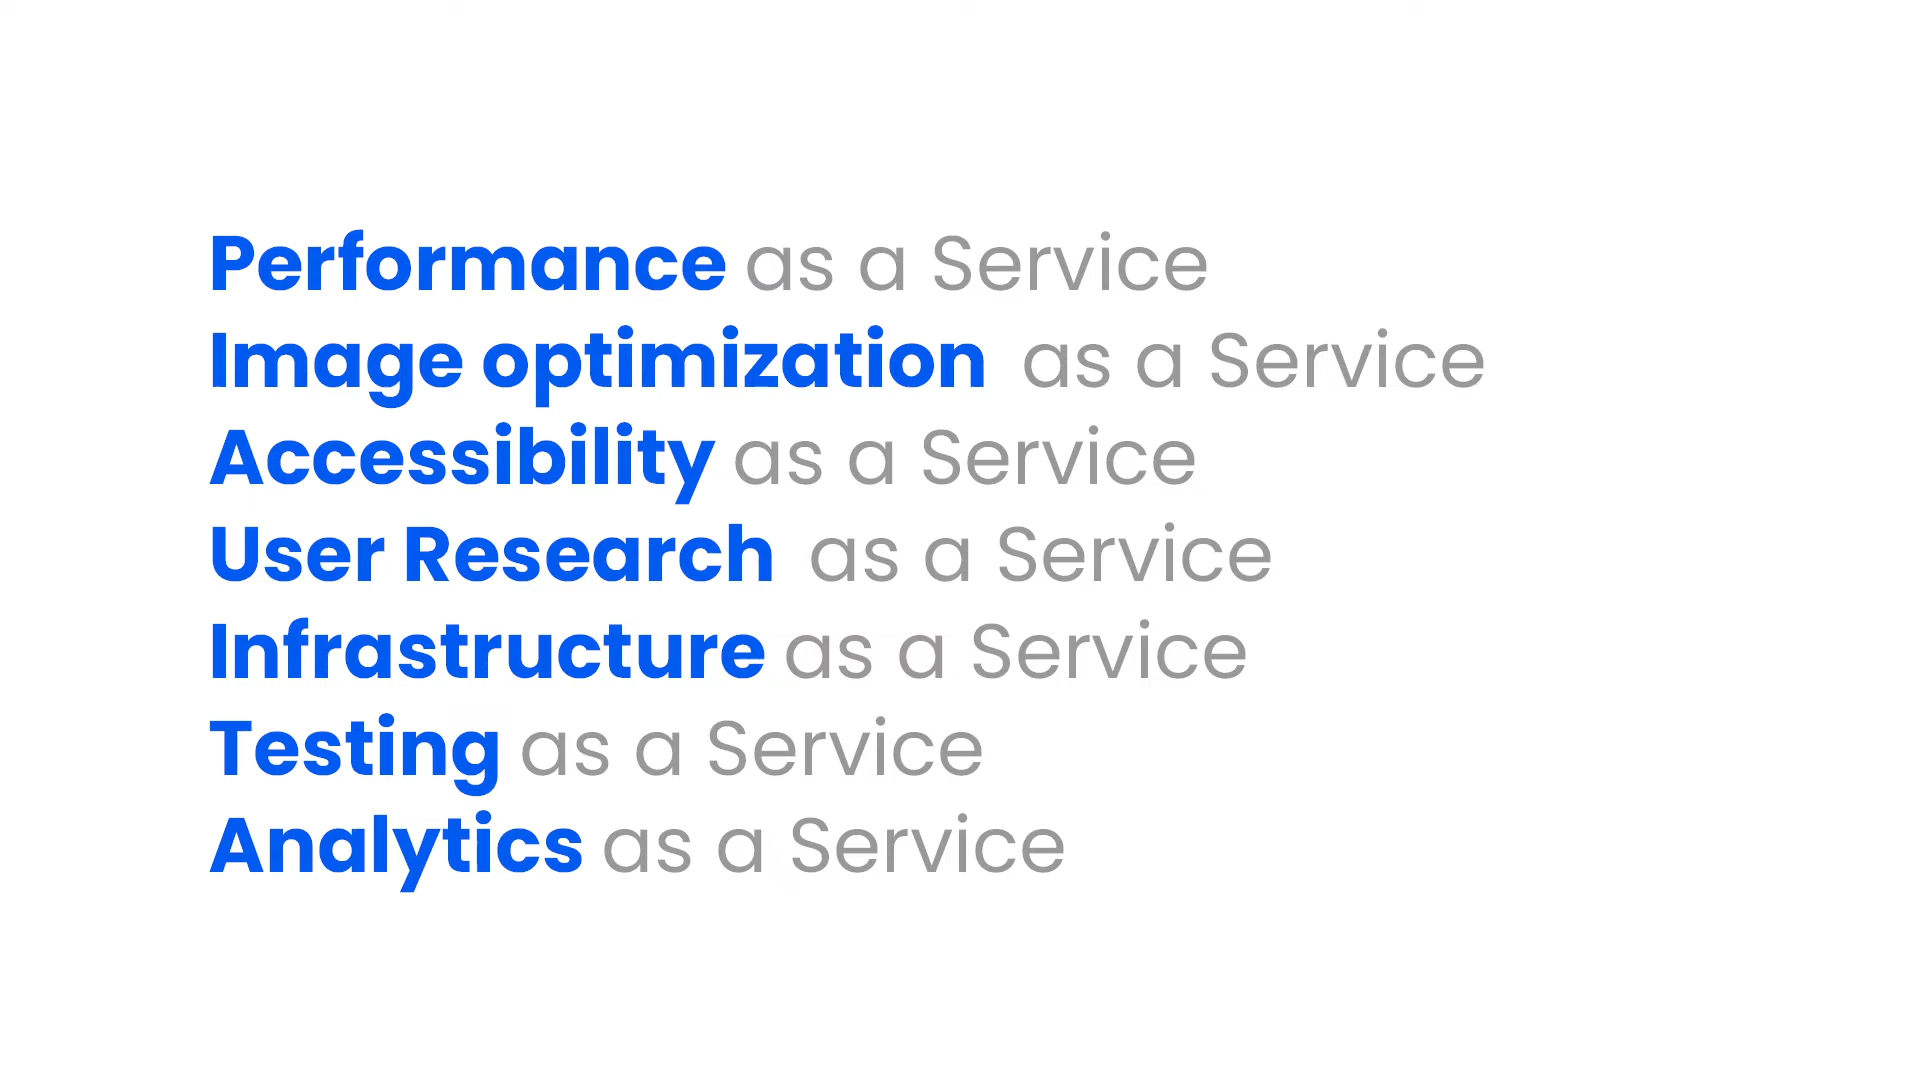 Performance as a Service
Image optimization as a Service
Accessibility as a Service
User Research as a Service
Infrastructure as a Service
Testing as a Service
Analytics as a Service